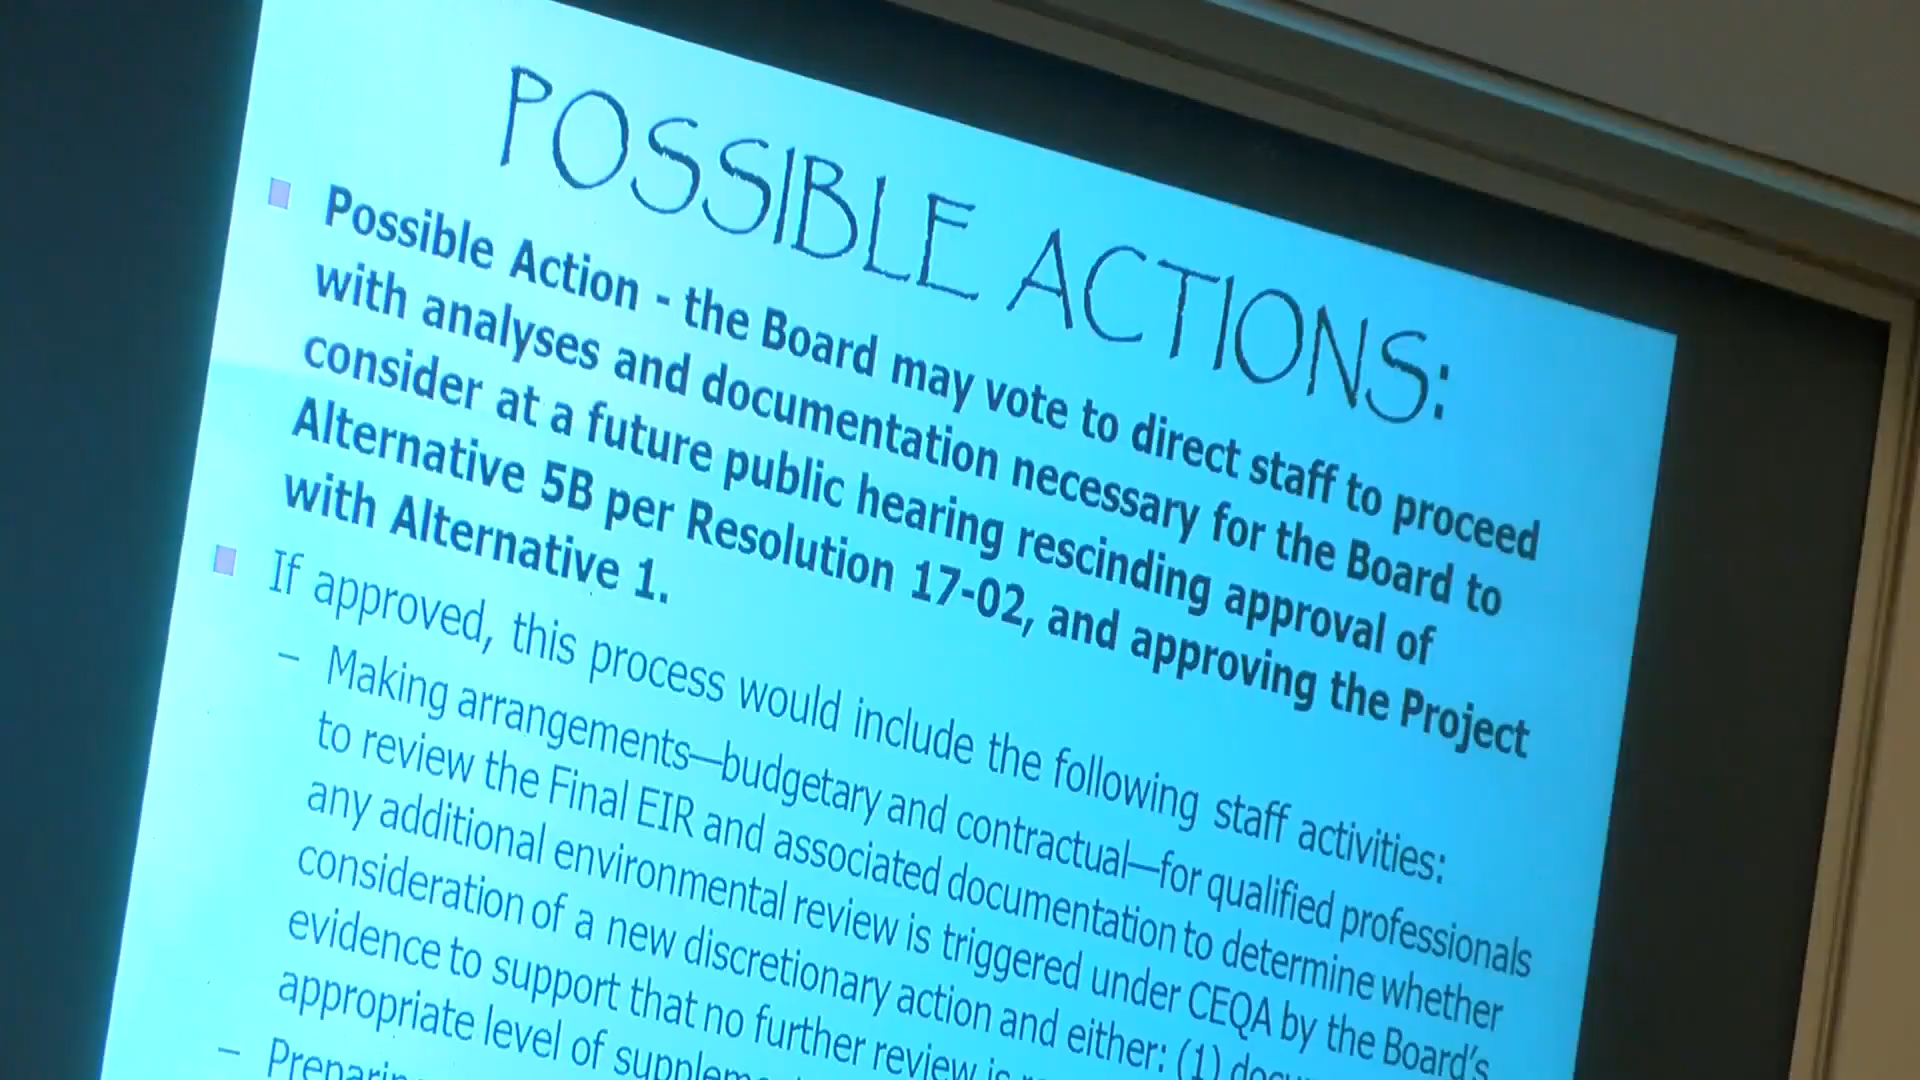 POSSIBLE ACTIONS:
Possible Action - the Board may vote to direct staff to proceed
with analyses and documentation necessary for the Board to
consider at a future public hearing rescinding approval of
Alternative 5B per Resolution 17-02, and approving the Project
with Alternative 1.
If approved, this process would include the following staff activities:
– Making arrangements—budgetary and contractual—for qualified professionals
to review the Final EIR and associated documentation to determine whether
any additional environmental review is triggered under CEQA by the Board's
consideration of a new discretionary action and either: (1)
evidence to support that no further review is
appropriate level of
–